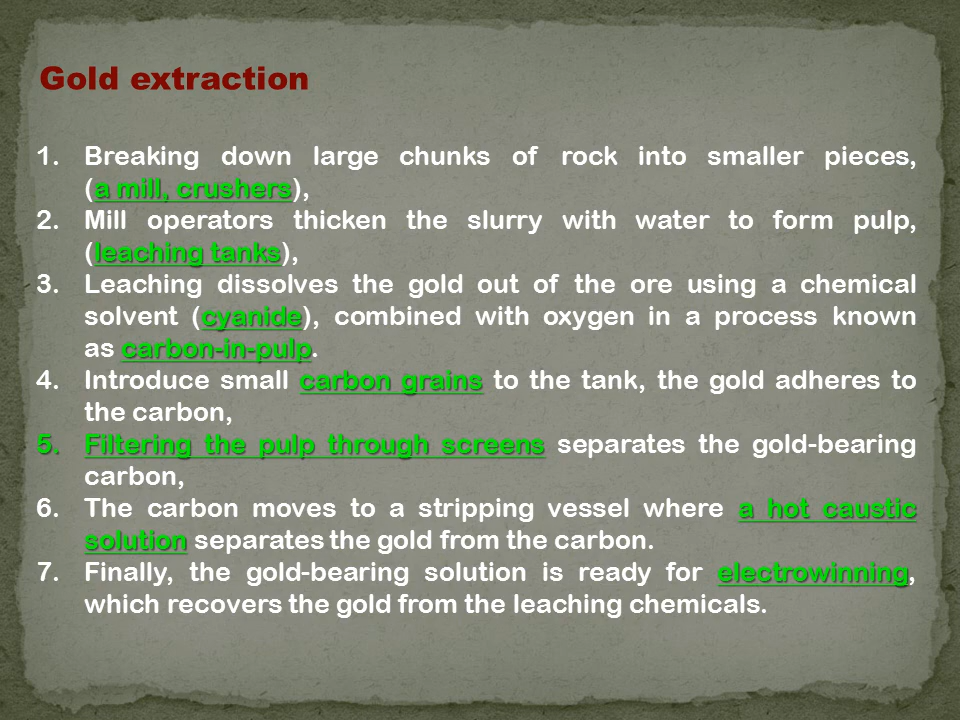 Gold extraction
1. Breaking down large chunks of rock into smaller pieces,
(a mill, crushers),
2. Mill operators thicken the slurry with water to form pulp,
(leaching tanks),
3. Leaching dissolves the gold out of the ore using a chemical
solvent (cyanide), combined with oxygen in a process known
as carbon-in-pulp.
4. Introduce small carbon grains to the tank, the gold adheres to
the carbon,
5. Filtering the pulp through screens separates the gold-bearing
carbon,
6. The carbon moves to a stripping vessel where a hot caustic
solution separates the gold from the carbon.
7. Finally, the gold-bearing solution is ready for electrowinning,
which recovers the gold from the leaching chemicals.